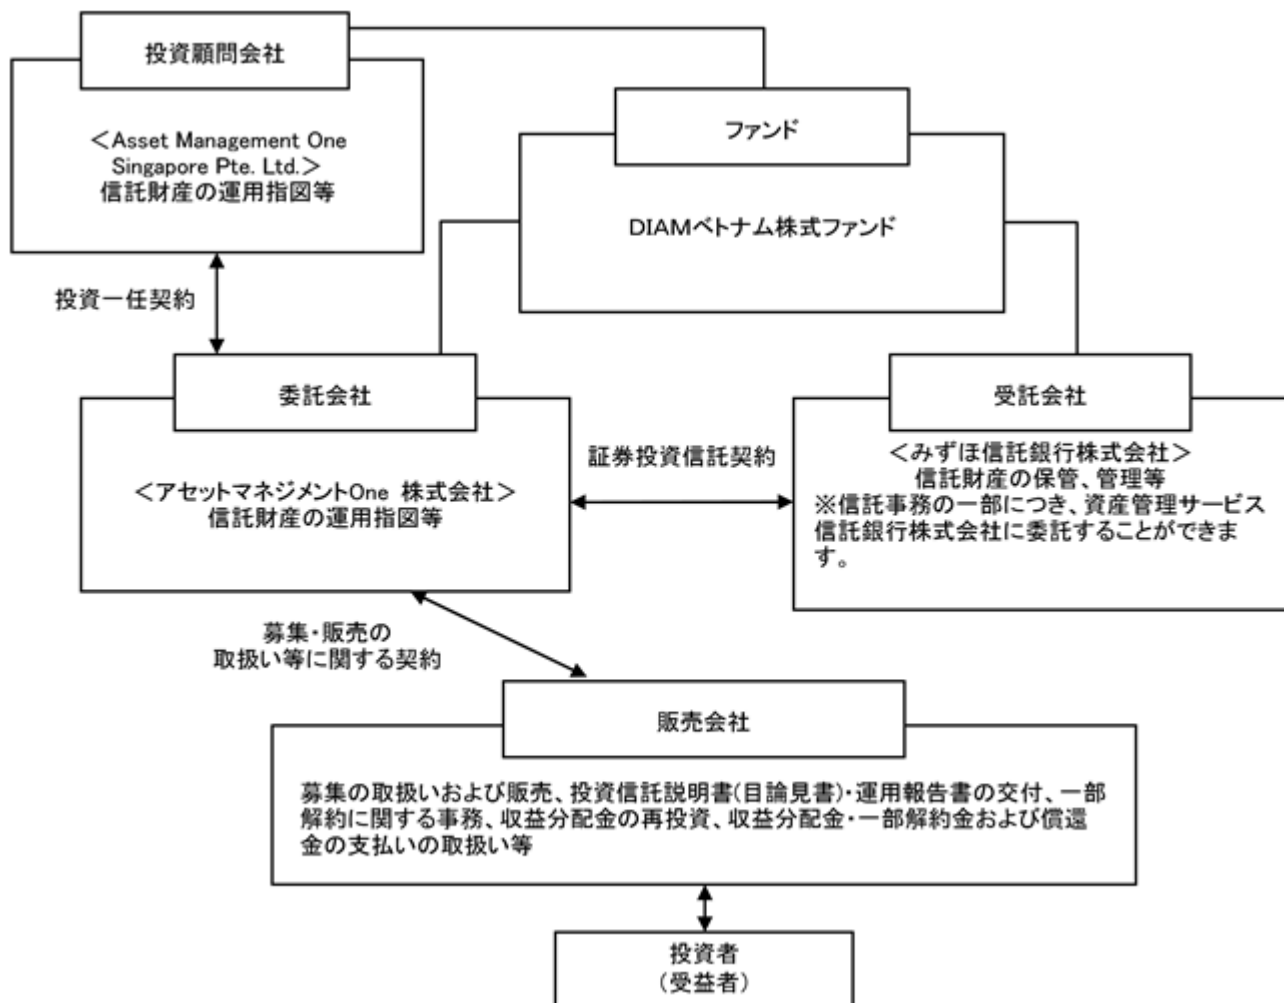 投資顧問会社
＜Asset Management One
Singapore Pte. Ltd.＞
信託財産の運用指図等
ファンド
DIAMベトナム株式ファンド
投資一任契約
委託会社
＜アセットマネジメントOne 株式会社＞
信託財産の運用指図等
証券投資信託契約
受託会社
＜みずほ信託銀行株式会社＞
信託財産の保管、管理等
※信託事務の一部につき、資産管理サービス
信託銀行株式会社に委託することができま
す。
募集・販売の
取扱い等に関する契約
販売会社
募集の取扱いおよび販売、投資信託説明書(目論見書)・運用報告書の交付、一部
解約に関する事務、収益分配金の再投資、収益分配金・一部解約金および償還
金の支払いの取扱い等
投資者
（受益者）